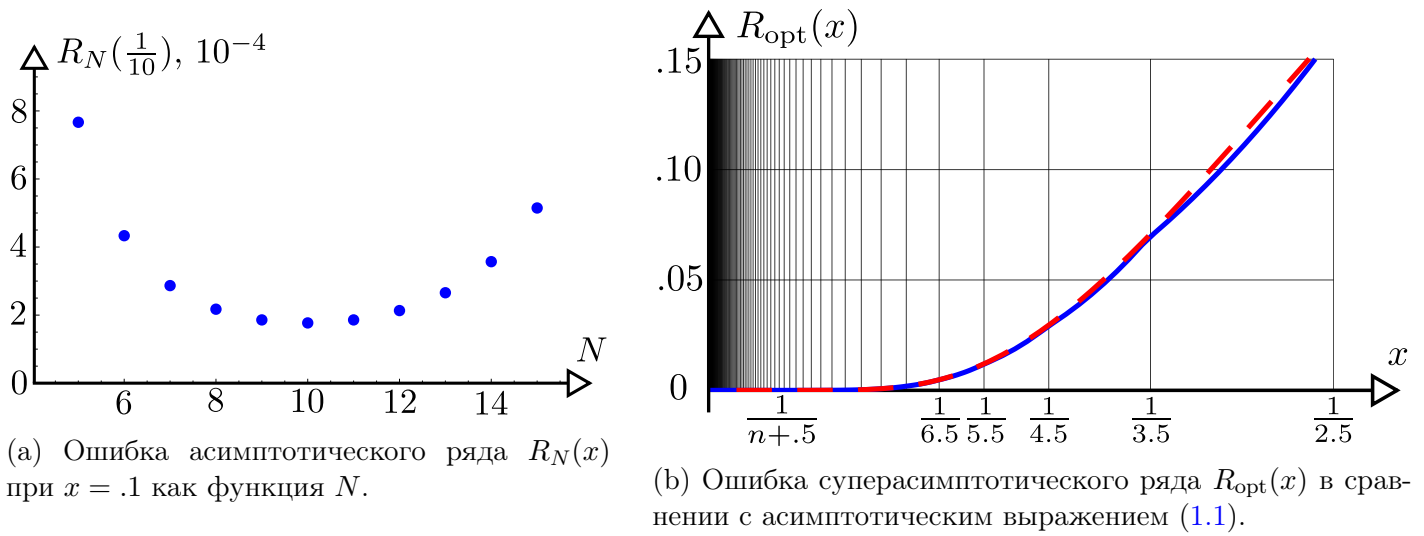 R_N(1/10), 10^{-4}
8
6
4
2
0
6 8 10 12 14
N
(a) Ошибка асимптотического ряда R_N(x)
при x = .1 как функция N.
R_opt(x)
.15
.10
.05
0
x
1/(n+.5) 1/6.5 1/5.5 1/4.5 1/3.5 1/2.5
(b) Ошибка суперасимптотического ряда R_opt(x) в срав-
нении с асимптотическим выражением (1.1).